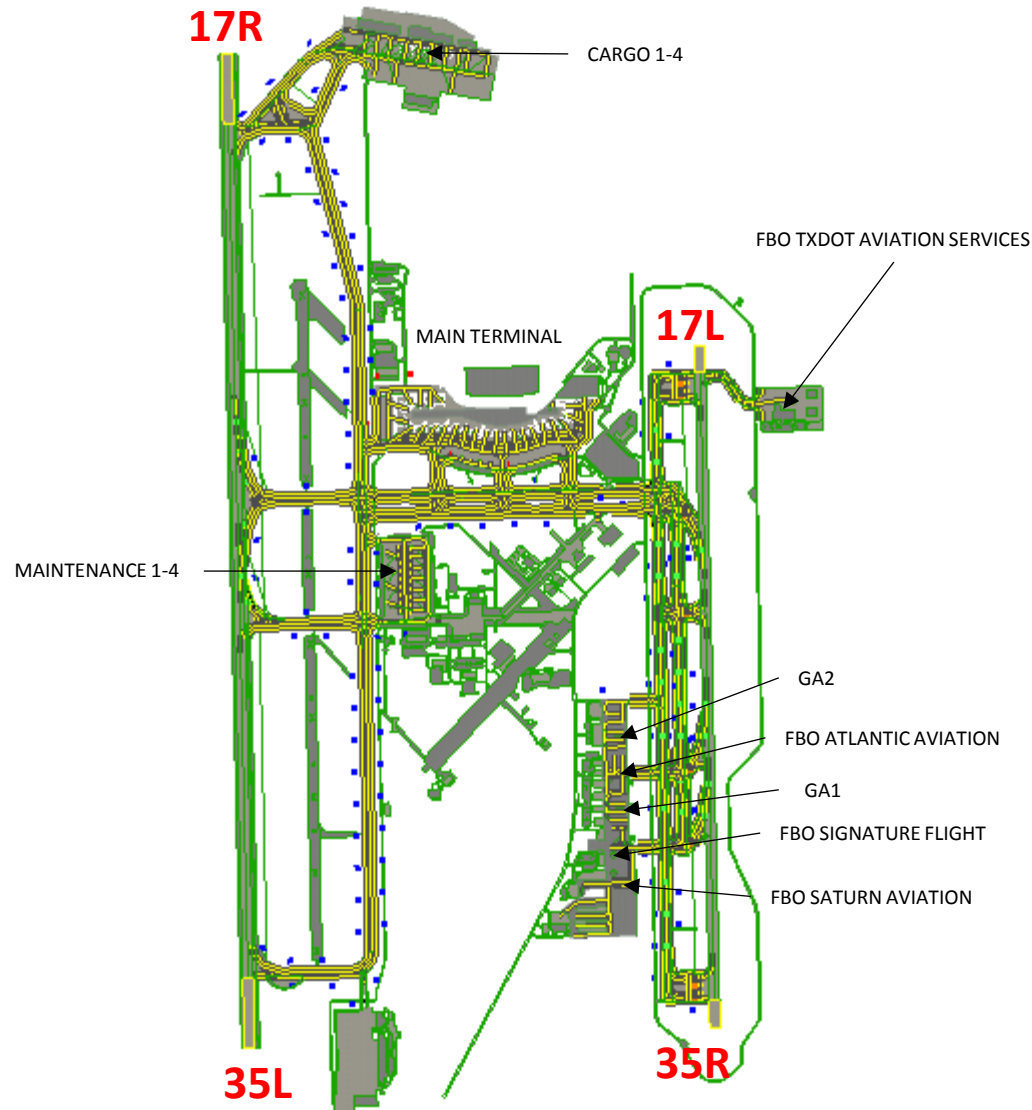 17R
CARGO 1-4
FBO TXDOT AVIATION SERVICES
17L
MAIN TERMINAL
MAINTENANCE 1-4
GA2
FBO ATLANTIC AVIATION
GA1
FBO SIGNATURE FLIGHT
FBO SATURN AVIATION
35L
35R